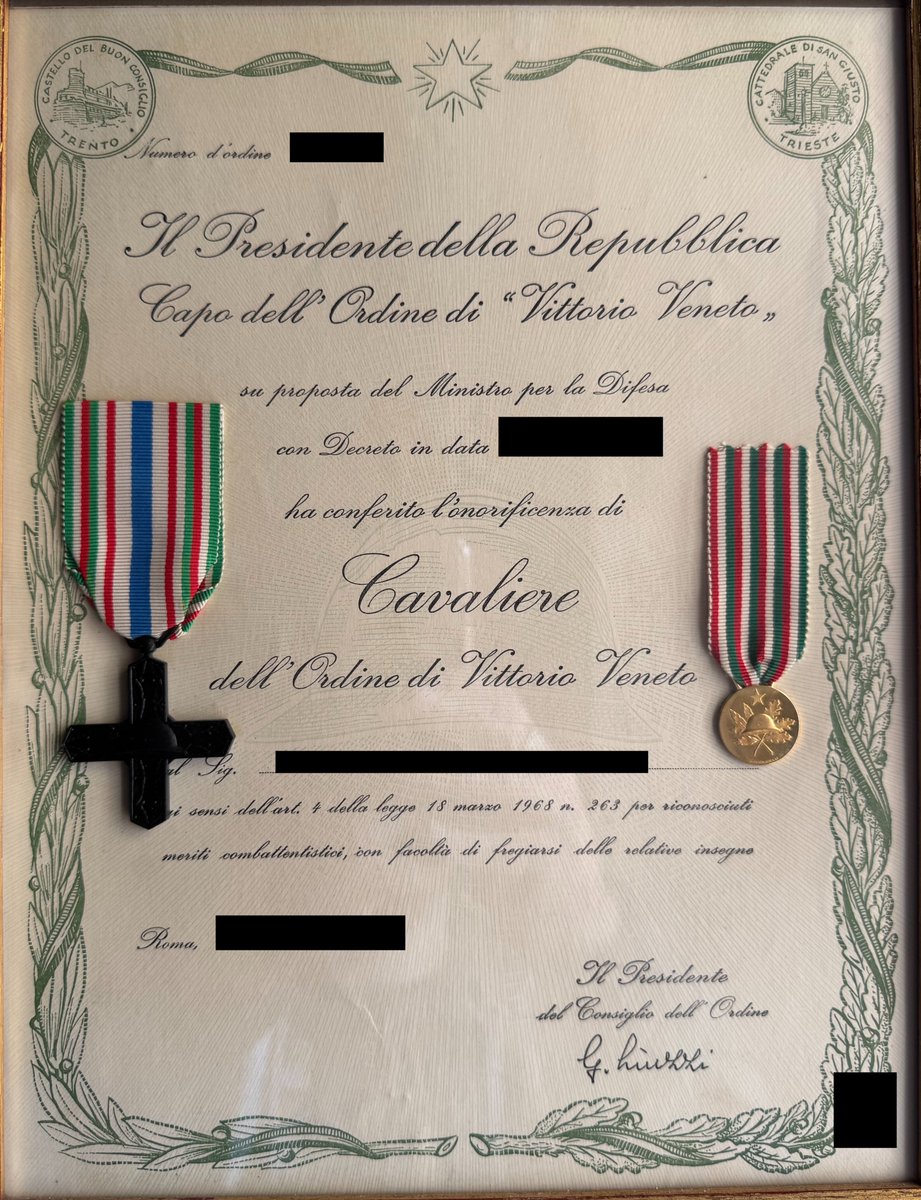 CASTELLO DEL BUON CONSIGLIO
TRENTO
CATTEDRALE DI SAN GIUSTO
TRIESTE
Numero d'ordine
Il Presidente della Repubblica
Capo dell'Ordine di "Vittorio Veneto„
su proposta del Ministro per la Difesa
con Decreto in data
ha conferito l'onorificenza di
Cavaliere
dell'Ordine di Vittorio Veneto
al Sig.
sensi dell'art. 4 della legge 18 marzo 1968 n. 263 per riconosciuti
meriti combattentistici, con facoltà di fregiarsi delle relative insegne
Roma,
Il Presidente
del Consiglio dell'Ordine
G. Liuzzi